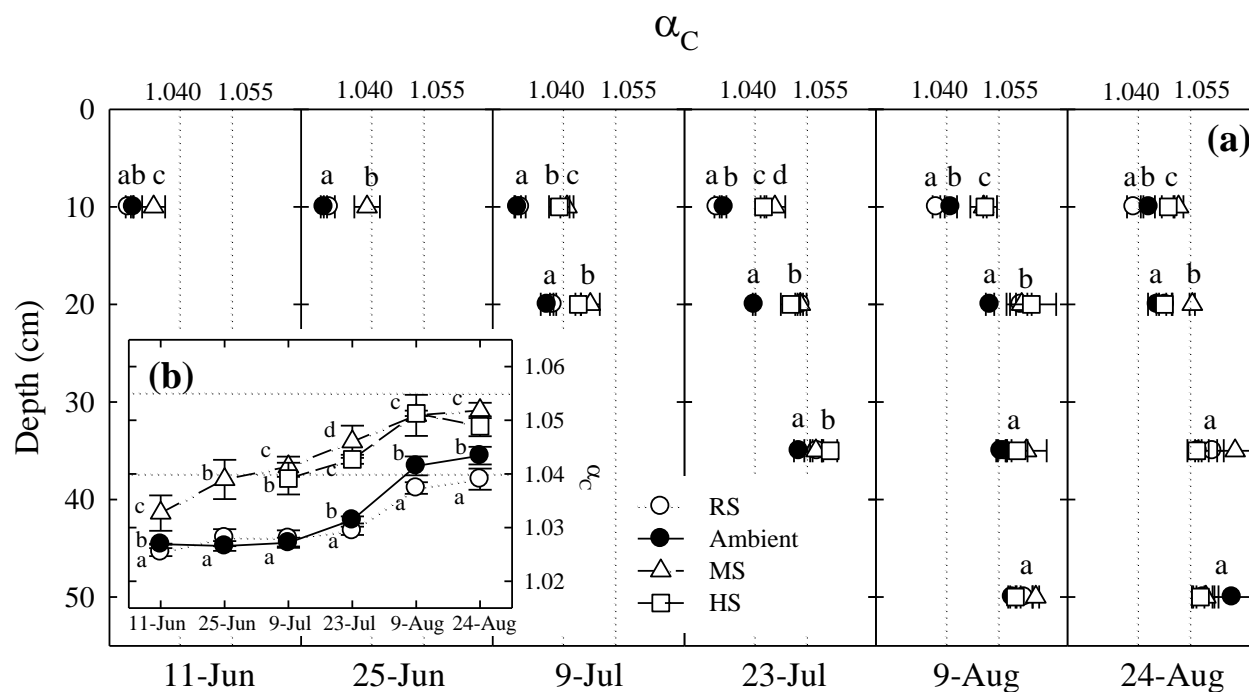 α_C
1.040 1.055 1.040 1.055 1.040 1.055 1.040 1.055 1.040 1.055 1.040 1.055
0
(a)
ab c a b a b c a b c d a b c a b c
10
a b a b a b a b
20
Depth (cm)
30
a b a a
40
a a
50
11-Jun 25-Jun 9-Jul 23-Jul 9-Aug 24-Aug
(b)
1.06
1.05
1.04
1.03
1.02
α_C
c b c d c c
b b c b b
b a a a a a
11-Jun 25-Jun 9-Jul 23-Jul 9-Aug 24-Aug
RS
Ambient
MS
HS